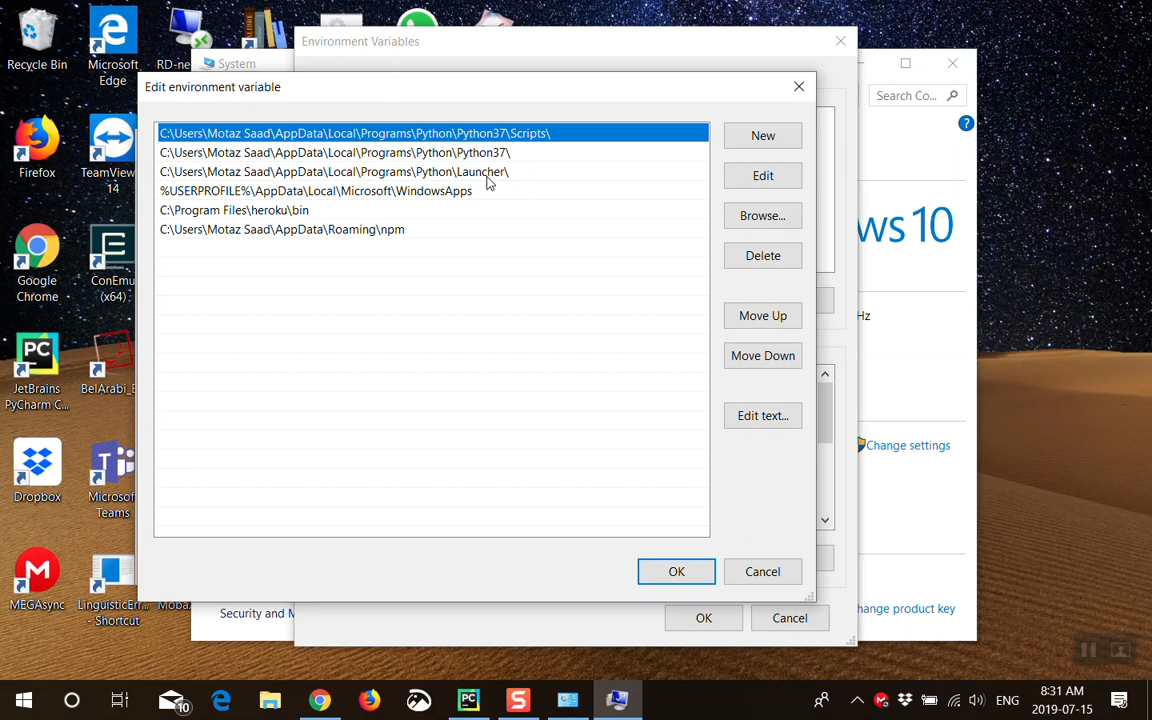 Recycle Bin
Microsoft
Edge
RD-ne
Firefox
TeamView
14
Google
Chrome
ConEmu
(x64)
JetBrains
PyCharm C...
BelArabi_E
Dropbox
Microsof
Teams
MEGAsync
LinguisticErr...
- Shortcut
Mobax
System
Environment Variables
Edit environment variable
C:\Users\Motaz Saad\AppData\Local\Programs\Python\Python37\Scripts\
C:\Users\Motaz Saad\AppData\Local\Programs\Python\Python37\
C:\Users\Motaz Saad\AppData\Local\Programs\Python\Launcher\
%USERPROFILE%\AppData\Local\Microsoft\WindowsApps
C:\Program Files\heroku\bin
C:\Users\Motaz Saad\AppData\Roaming\npm
New
Edit
Browse...
Delete
Move Up
Move Down
Edit text...
OK
Cancel
Security and M
OK
Cancel
Search Co...
?
ws 10
Hz
Change settings
hange product key
10
ENG
8:31 AM
2019-07-15